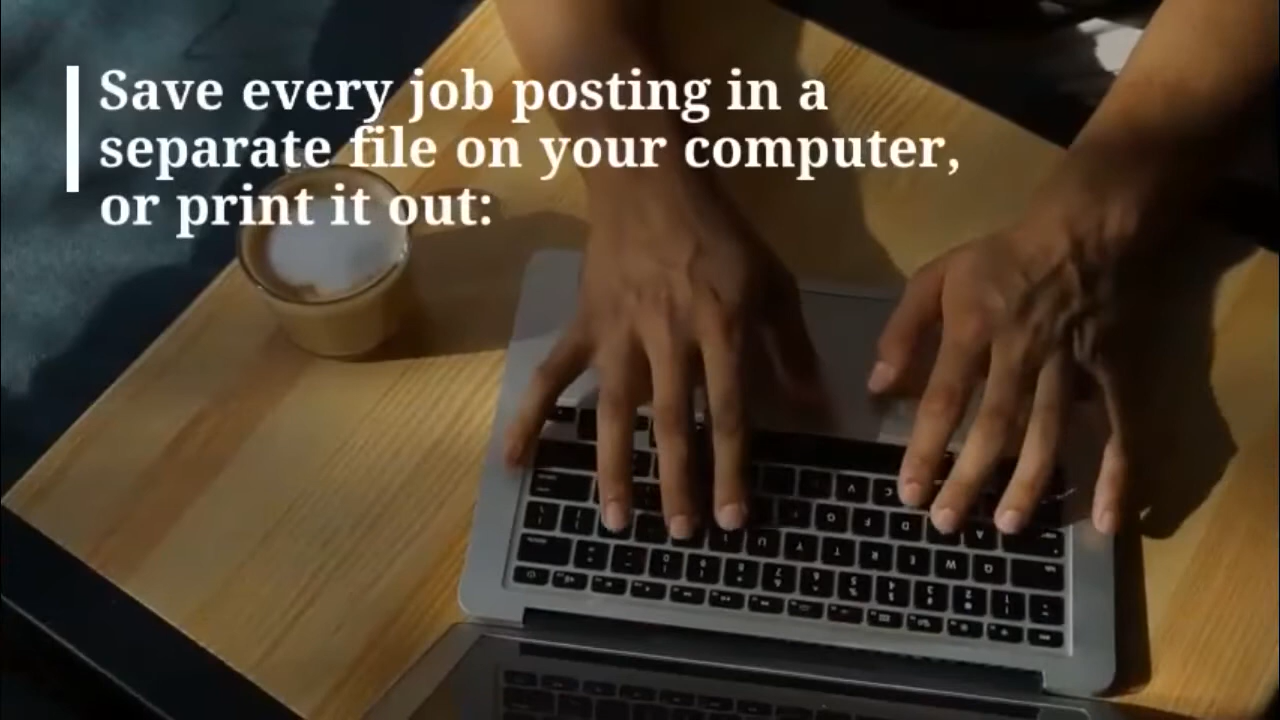 Save every job posting in a
separate file on your computer,
or print it out: